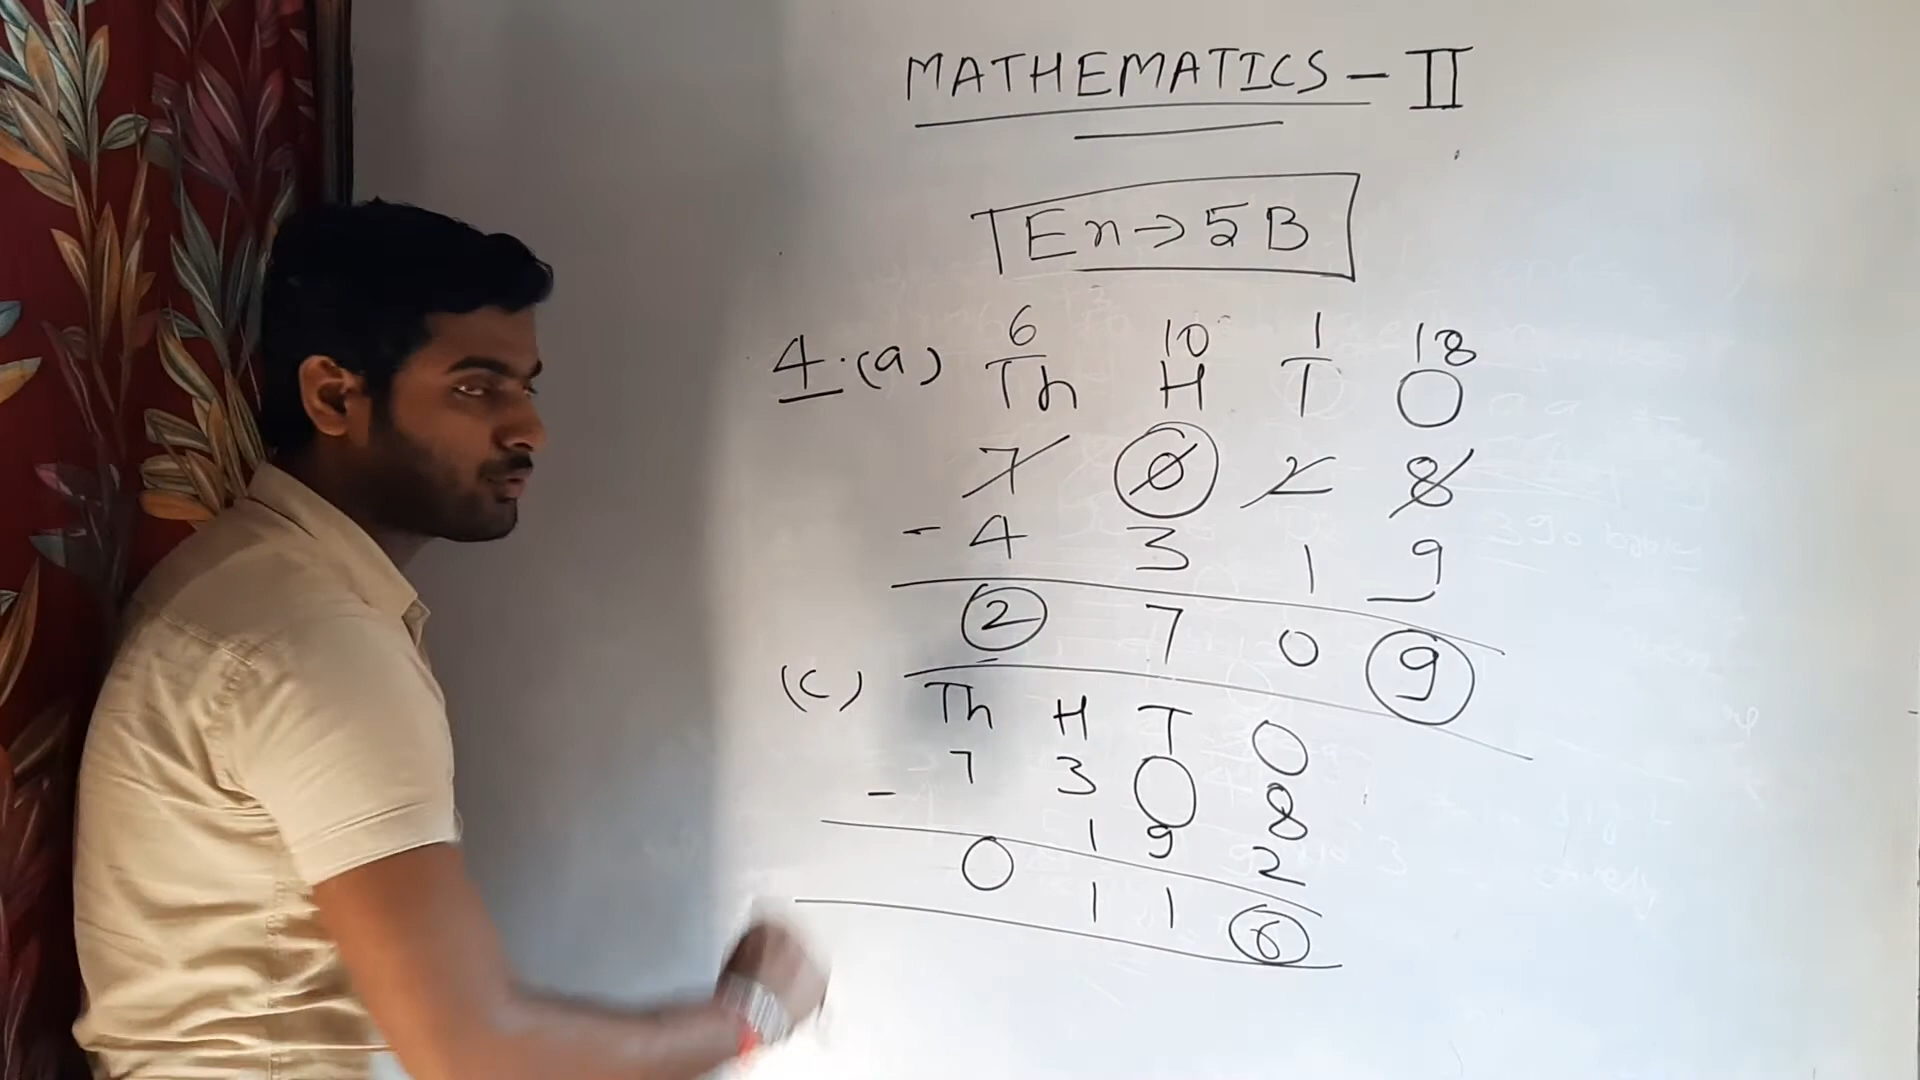 MATHEMATICS - II
Ex → 5B
6 10 1 18
4. (a) Th H T O
7 0 2 8
- 4 3 1 9
2 7 0 9
(c) Th H T O
7 3 0 8
- 1 9 2
0 1 1 6